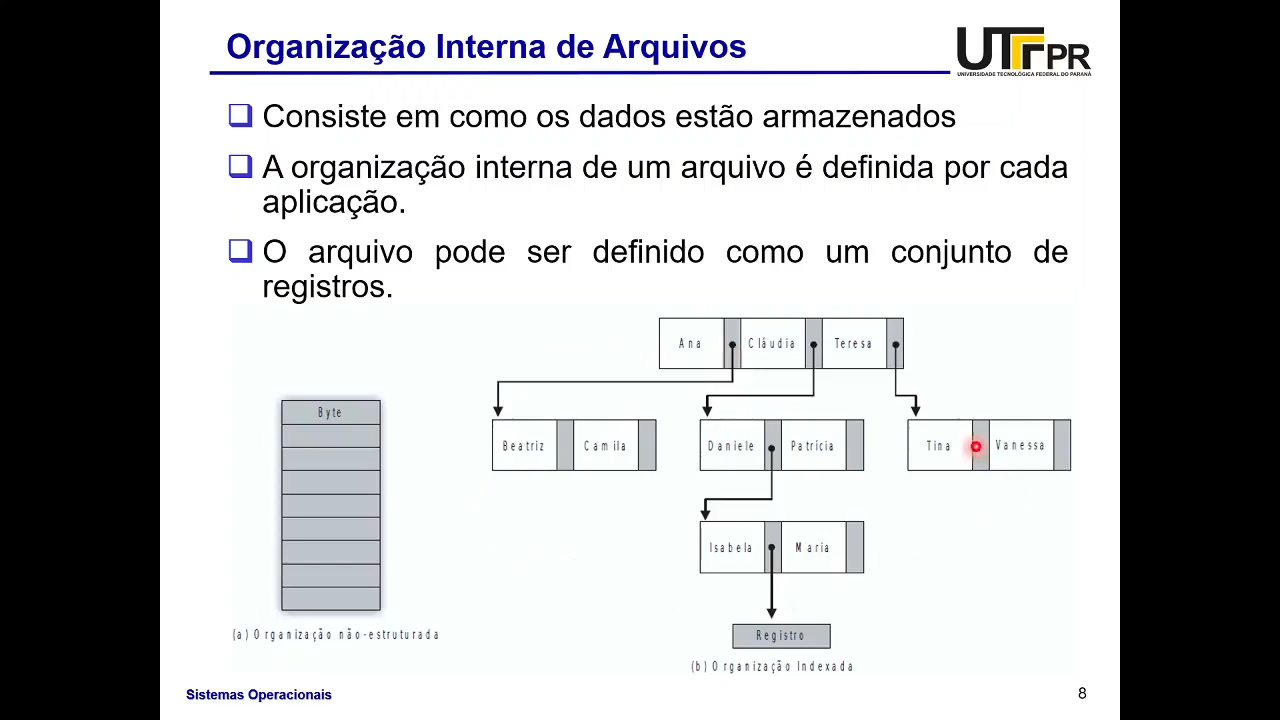 Organização Interna de Arquivos
UTFPR
UNIVERSIDADE TECNOLÓGICA FEDERAL DO PARANÁ
Consiste em como os dados estão armazenados
A organização interna de um arquivo é definida por cada
aplicação.
O arquivo pode ser definido como um conjunto de
registros.
Ana Cláudia Teresa
Byte
Beatriz Camila Daniele Patrícia Tina Vanessa
Isabela Maria
Registro
(a) Organização não-estruturada
(b) Organização Indexada
Sistemas Operacionais
8